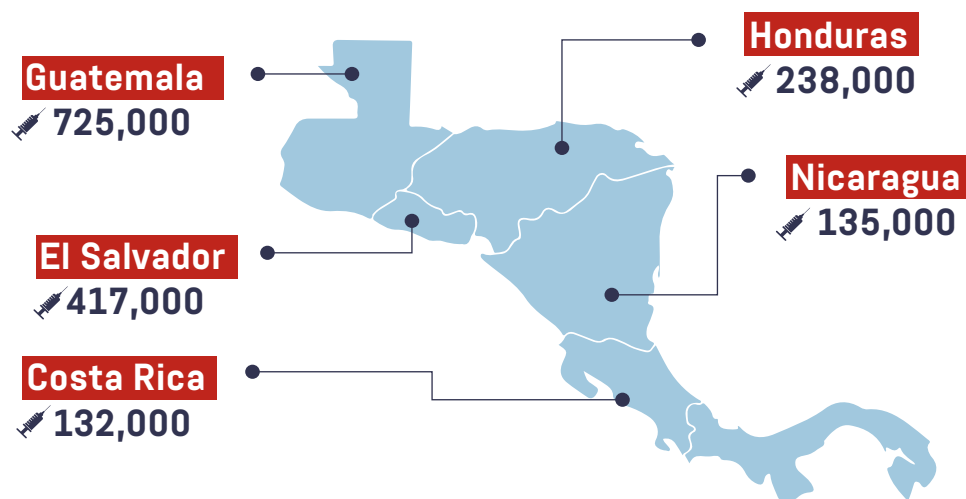 Guatemala
725,000
El Salvador
417,000
Costa Rica
132,000
Honduras
238,000
Nicaragua
135,000